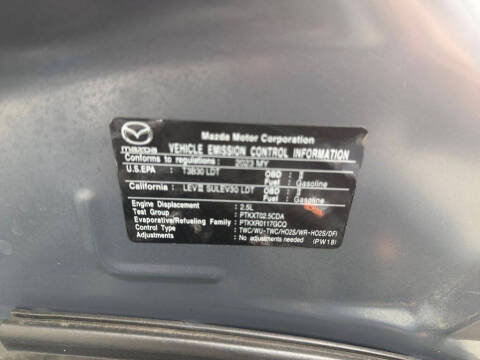 mazda
Mazda Motor Corporation
VEHICLE EMISSION CONTROL INFORMATION
Conforms to regulations: 2023 MY
U.S.EPA: T3B30 LDT OBD : II
Fuel : Gasoline
California: LEVIII SULEV30 LDT OBD : II
Fuel : Gasoline
Engine Displacement : 2.5L
Test Group : PTKXT02.5CDA
Evaporative/Refueling Family : PTKXR0117GCQ
Control Type : TWC/WU-TWC/HO2S/WR-HO2S/DFI
Adjustments: : No adjustments needed (PW18)